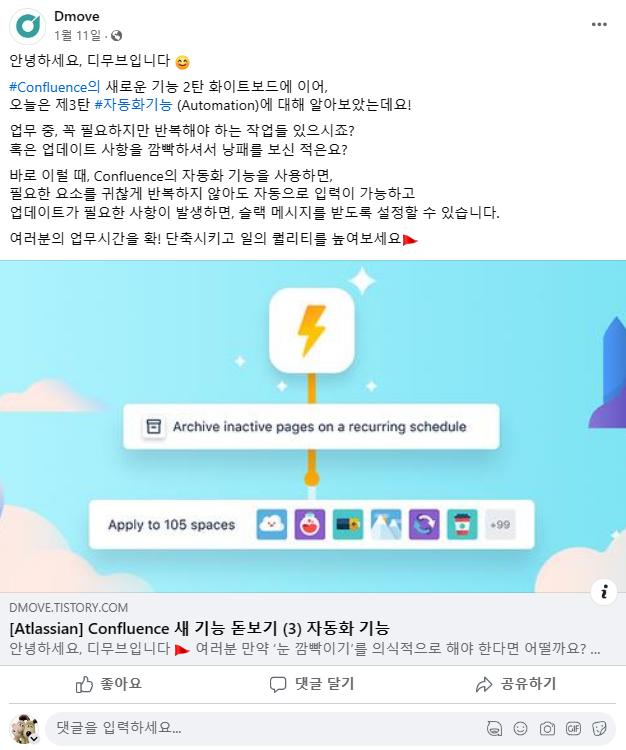 Dmove
1월 11일 ·
안녕하세요, 디무브입니다 😊
#Confluence의 새로운 기능 2탄 화이트보드에 이어,
오늘은 제3탄 #자동화기능 (Automation)에 대해 알아보았는데요!
업무 중, 꼭 필요하지만 반복해야 하는 작업들 있으시죠?
혹은 업데이트 사항을 깜빡하셔서 낭패를 보신 적은요?
바로 이럴 때, Confluence의 자동화 기능을 사용하면,
필요한 요소를 귀찮게 반복하지 않아도 자동으로 입력이 가능하고
업데이트가 필요한 사항이 발생하면, 슬랙 메시지를 받도록 설정할 수 있습니다.
여러분의 업무시간을 확! 단축시키고 일의 퀄리티를 높여보세요🚩
Archive inactive pages on a recurring schedule
Apply to 105 spaces
+99
DMOVE.TISTORY.COM
[Atlassian] Confluence 새 기능 돋보기 (3) 자동화 기능
안녕하세요, 디무브입니다 🚩 여러분 만약 '눈 깜빡이기'를 의식적으로 해야 한다면 어떨까요? ...
좋아요
댓글 달기
공유하기
댓글을 입력하세요...
GIF